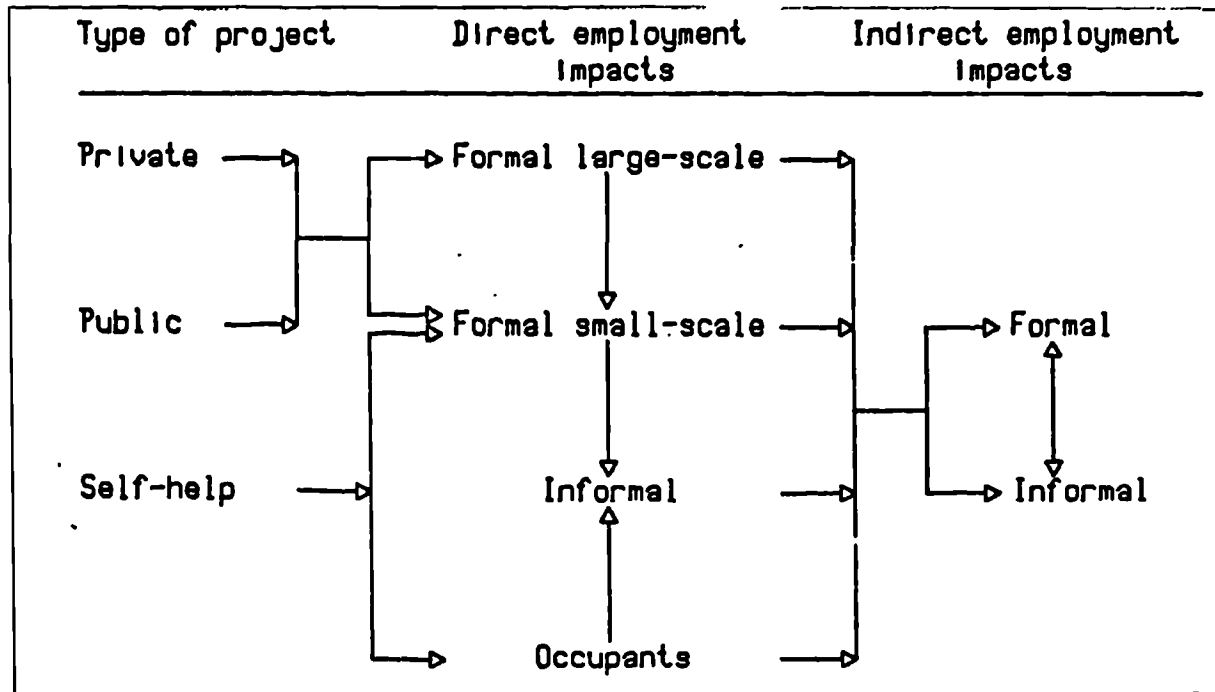 Type of project Direct employment Indirect employment
impacts impacts
Private Formal large-scale
Public Formal small-scale Formal
Self-help Informal Informal
Occupants